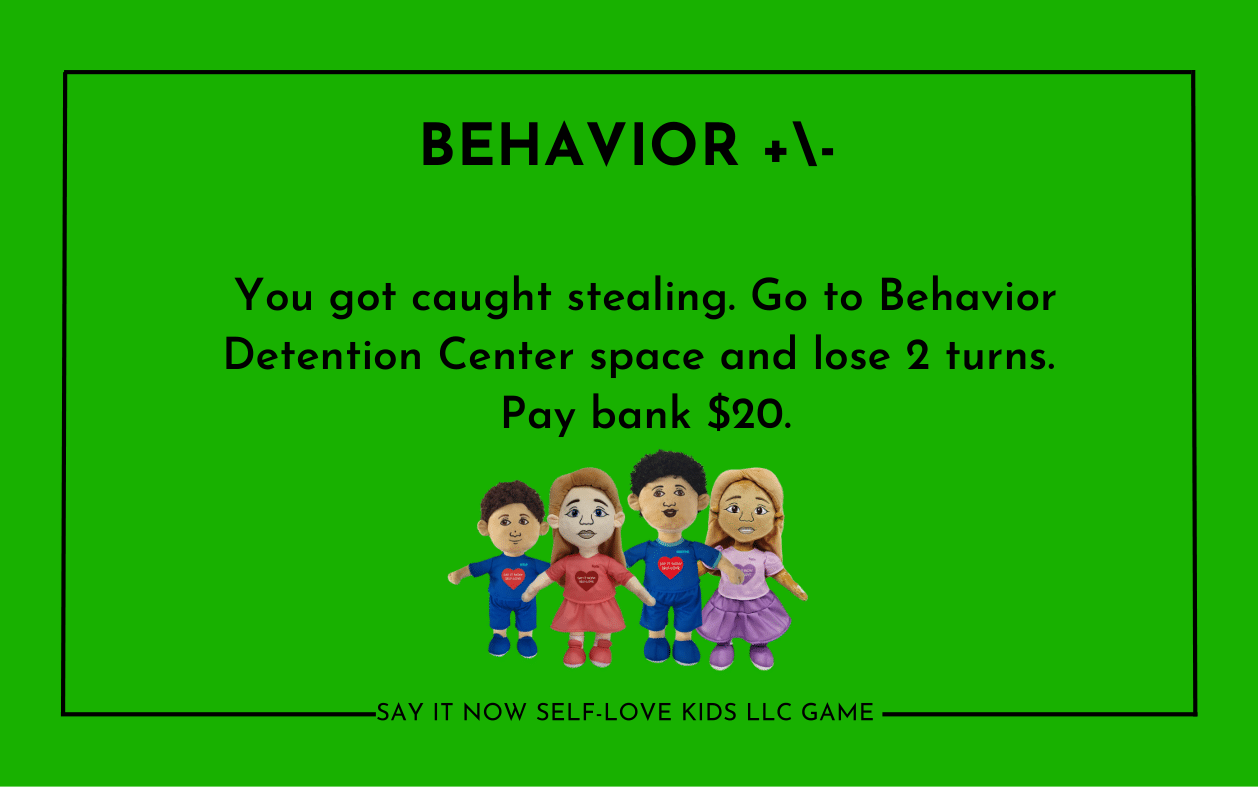 BEHAVIOR +\-
You got caught stealing. Go to Behavior
Detention Center space and lose 2 turns.
Pay bank $20.
SAY IT NOW SELF-LOVE KIDS LLC GAME